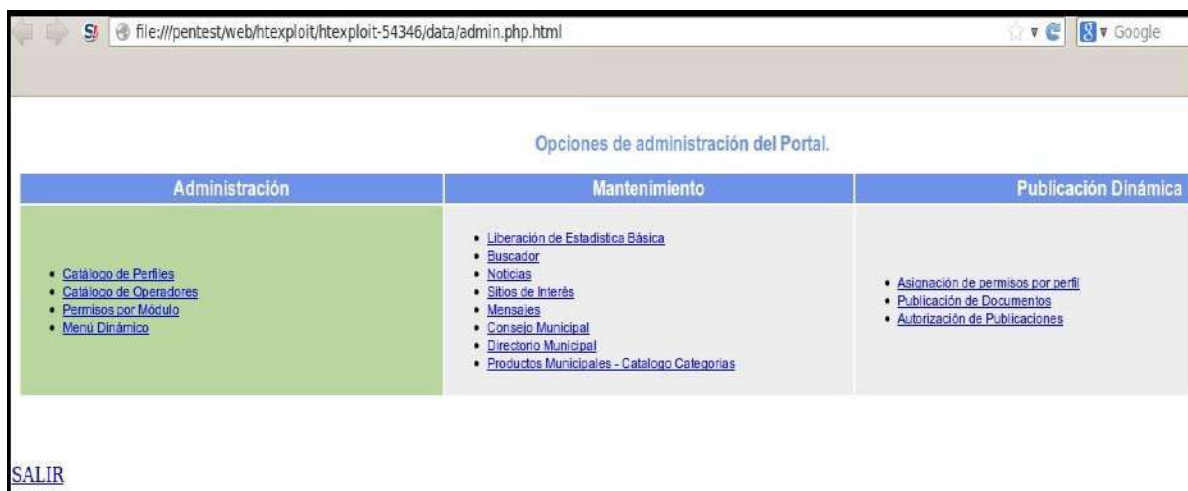 file:///pentest/web/htexploit/htexploit-54346/data/admin.php.html
Google
Opciones de administración del Portal.
Administración
Mantenimiento
Publicación Dinámica
Catálogo de Perfiles
Catálogo de Operadores
Permisos por Módulo
Menú Dinámico
Liberación de Estadistica Básica
Buscador
Noticias
Sitios de Interés
Mensajes
Consejo Municipal
Directorio Municipal
Productos Municipales - Catalogo Categorias
Asignación de permisos por perfil
Publicación de Documentos
Autorización de Publicaciones
SALIR